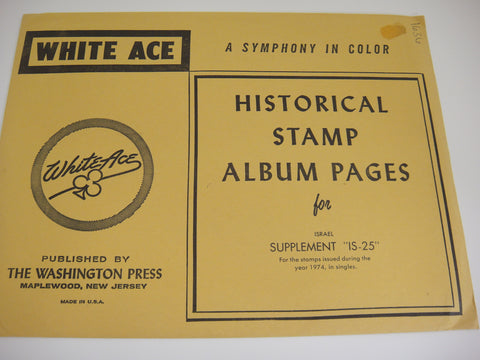 WHITE ACE
A SYMPHONY IN COLOR
HISTORICAL
STAMP
ALBUM PAGES
for
ISRAEL
SUPPLEMENT "IS-25"
For the stamps issued during the
year 1974, in singles.
White Ace
PUBLISHED BY
THE WASHINGTON PRESS
MAPLEWOOD, NEW JERSEY
MADE IN U.S.A.